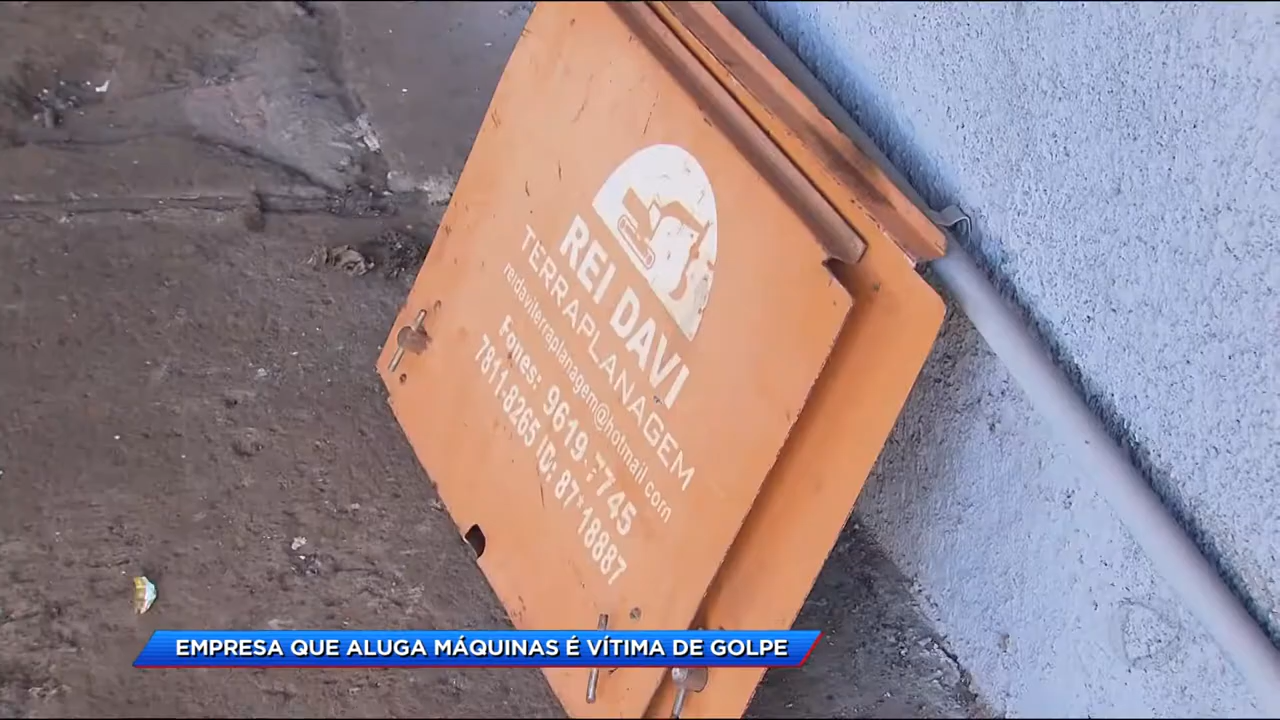 REI DAVI
TERRAPLANAGEM
reidaviterraplanagem@hotmail.com
Fones: 9619-7745
7811-8265 ID: 87*18887
EMPRESA QUE ALUGA MÁQUINAS É VÍTIMA DE GOLPE